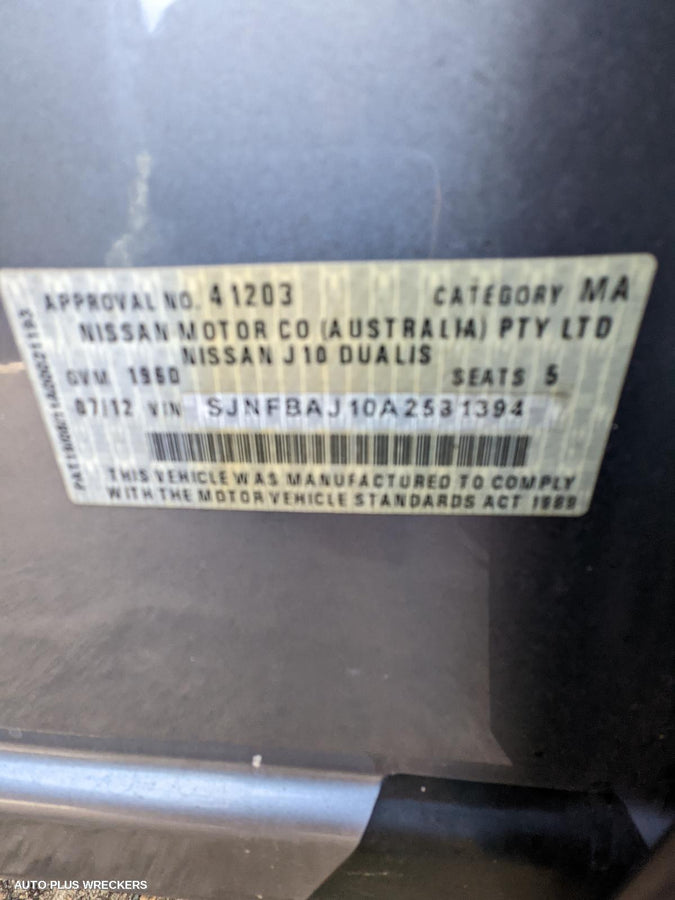 APPROVAL NO. 41203 CATEGORY MA
NISSAN MOTOR CO (AUSTRALIA) PTY LTD
NISSAN J10 DUALIS
GVM 1960 SEATS 5
07/12 VIN SJNFBAJ10A2531394
THIS VEHICLE WAS MANUFACTURED TO COMPLY
WITH THE MOTOR VEHICLE STANDARDS ACT 1989
AUTO PLUS WRECKERS